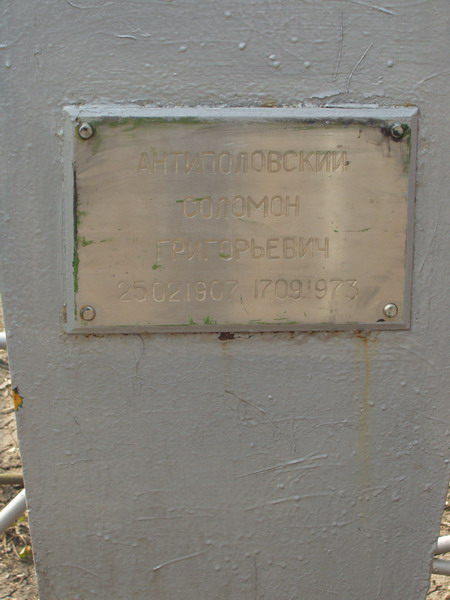 АНТИПОЛОВСКИЙ
СОЛОМОН
ГРИГОРЬЕВИЧ
25.02.1907 17.09.1973